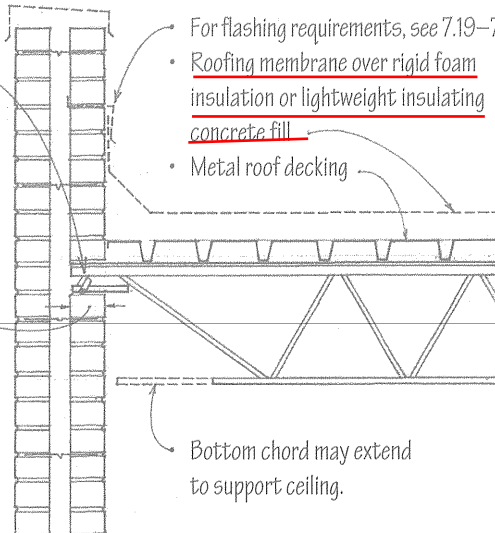 • For flashing requirements, see 7.19–7
• Roofing membrane over rigid foam
insulation or lightweight insulating
concrete fill
• Metal roof decking
• Bottom chord may extend
to support ceiling.